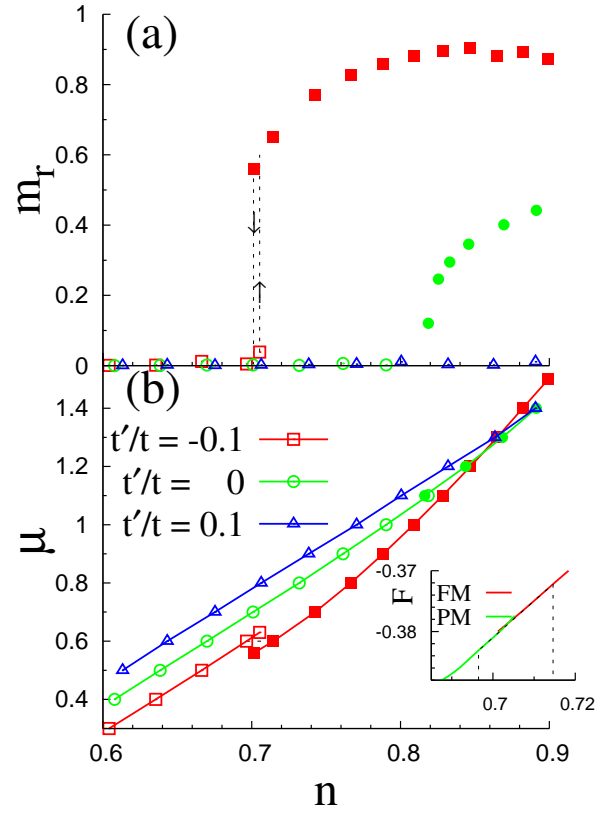 (a)
1
0.8
0.6
0.4
0.2
0
m_r
(b)
t′/t = -0.1
t′/t = 0
t′/t = 0.1
1.4
1.2
1
0.8
0.6
0.4
μ
-0.37
-0.38
F
FM
PM
0.7 0.72
0.6 0.7 0.8 0.9
n